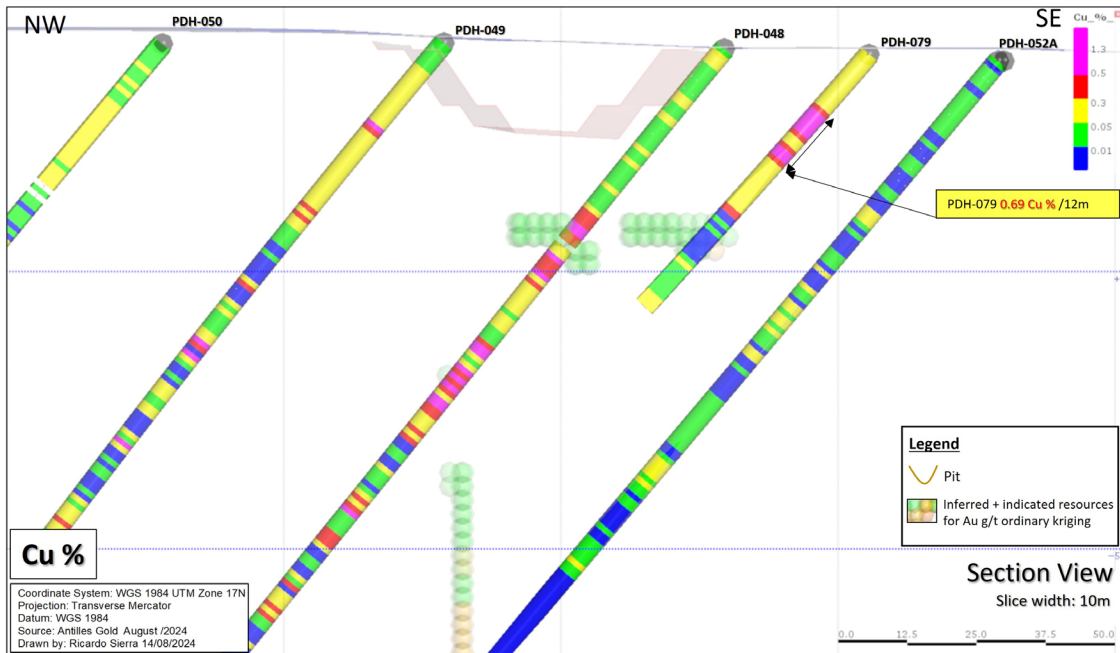 NW
PDH-050
PDH-049
PDH-048
PDH-079
SE
PDH-052A
Cu_%_
1.3
0.5
0.3
0.05
0.01
PDH-079 0.69 Cu % /12m
Legend
Pit
Inferred + indicated resources
for Au g/t ordinary kriging
Cu %
Section View
Slice width: 10m
Coordinate System: WGS 1984 UTM Zone 17N
Projection: Transverse Mercator
Datum: WGS 1984
Source: Antilles Gold August /2024
Drawn by: Ricardo Sierra 14/08/2024
0.0 12.5 25.0 37.5 50.0